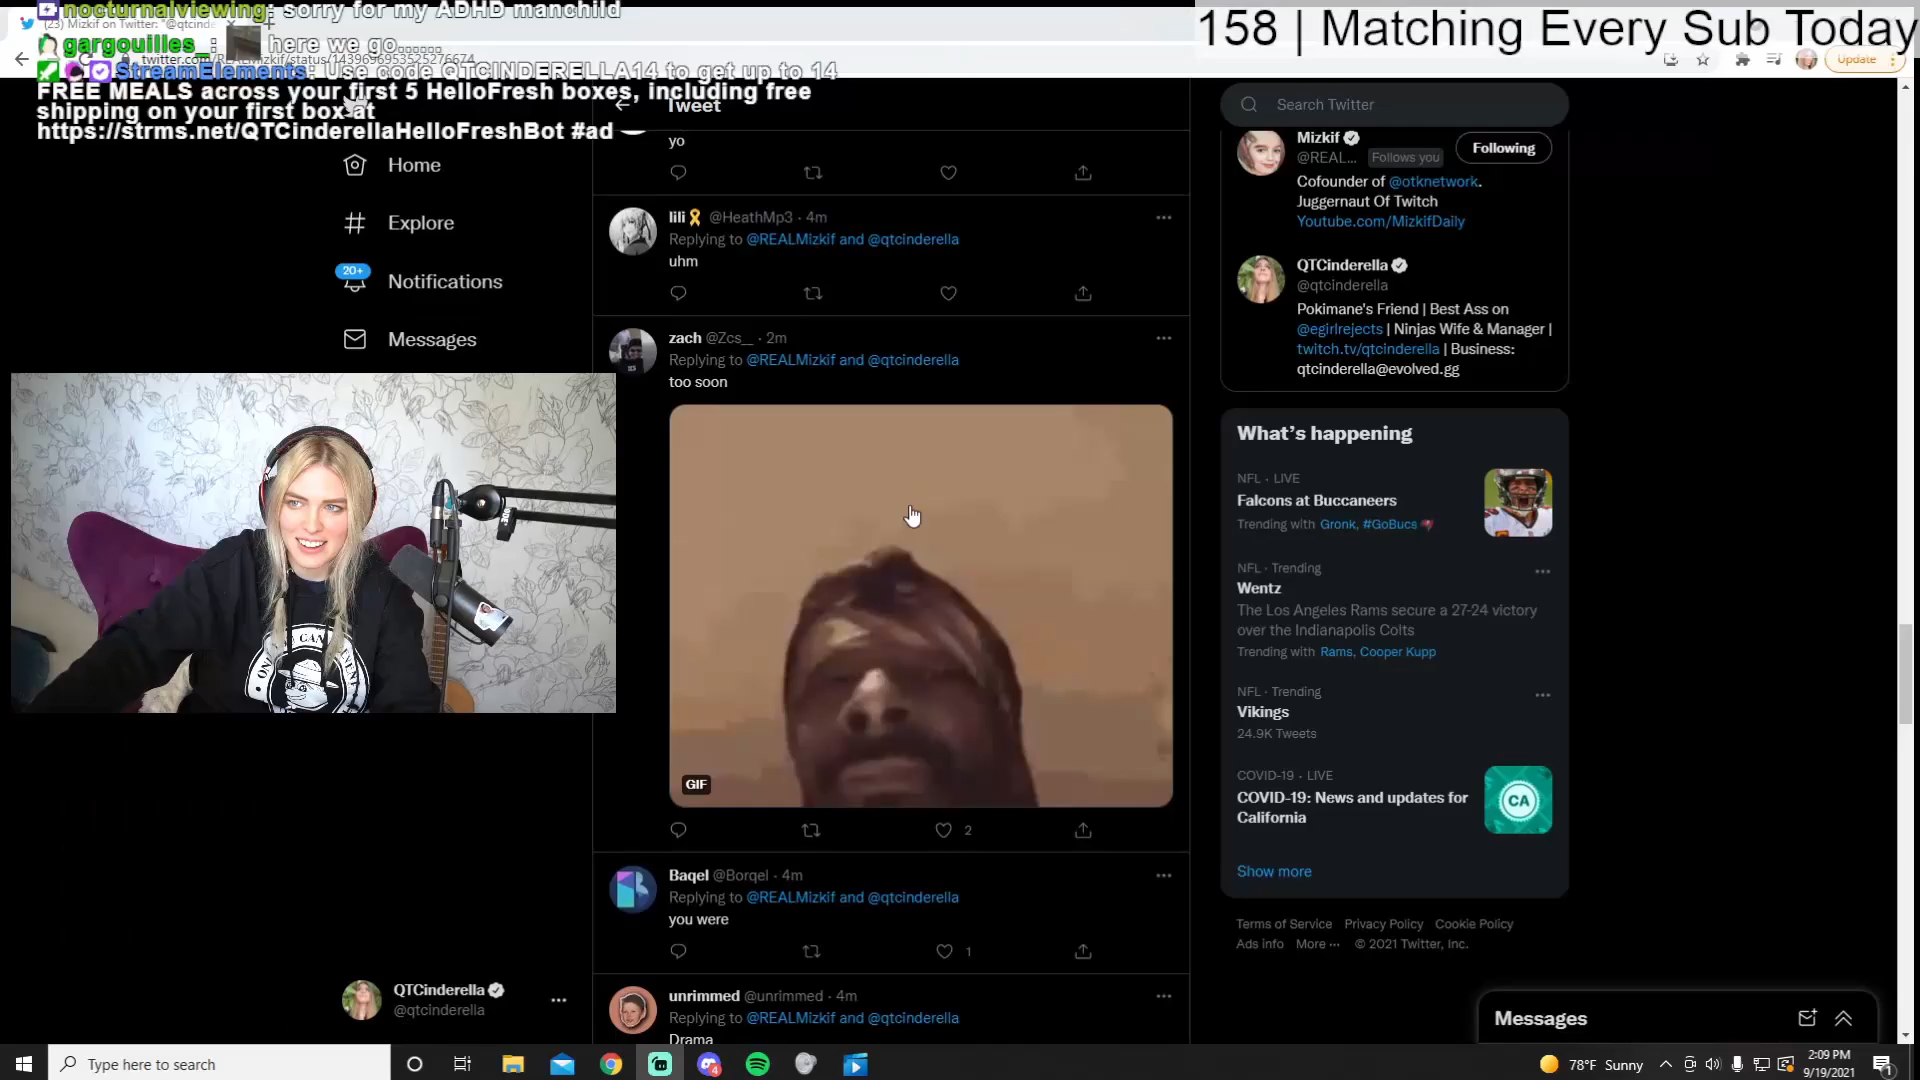 nocturnalviewing: sorry for my ADHD manchild
(23) Mizkif on Twitter: "@qtcinde
gargouilles_: here we go......
StreamElements: Use code QTCINDERELLA14 to get up to 14
FREE MEALS across your first 5 HelloFresh boxes, including free
shipping on your first box at
https://strms.net/QTCinderellaHelloFreshBot #ad
158 | Matching Every Sub Today
Update
Home
Explore
20+
Notifications
Messages
Tweet
yo
lili @HeathMp3 · 4m
Replying to @REALMizkif and @qtcinderella
uhm
zach @Zcs__ · 2m
Replying to @REALMizkif and @qtcinderella
too soon
GIF
2
Baqel @Borqel · 4m
Replying to @REALMizkif and @qtcinderella
you were
1
unrimmed @unrimmed · 4m
Replying to @REALMizkif and @qtcinderella
Drama
Search Twitter
Mizkif
@REAL... Follows you
Following
Cofounder of @otknetwork.
Juggernaut Of Twitch
Youtube.com/MizkifDaily
QTCinderella
@qtcinderella
Pokimane's Friend | Best Ass on
@egirlrejects | Ninjas Wife & Manager |
twitch.tv/qtcinderella | Business:
qtcinderella@evolved.gg
What's happening
NFL · LIVE
Falcons at Buccaneers
Trending with Gronk, #GoBucs
NFL · Trending
Wentz
The Los Angeles Rams secure a 27-24 victory
over the Indianapolis Colts
Trending with Rams, Cooper Kupp
NFL · Trending
Vikings
24.9K Tweets
COVID-19 · LIVE
COVID-19: News and updates for
California
CA
Show more
Terms of Service Privacy Policy Cookie Policy
Ads info More ··· © 2021 Twitter, Inc.
QTCinderella
@qtcinderella
Messages
Type here to search
4
78°F Sunny
2:09 PM
9/19/2021
1